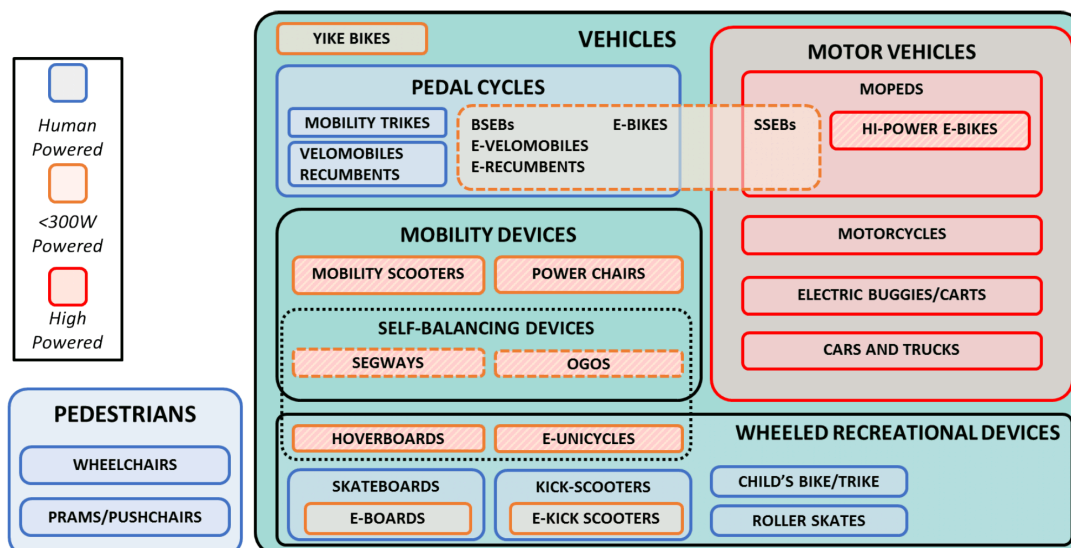 Human
Powered
<300W
Powered
High
Powered
PEDESTRIANS
WHEELCHAIRS
PRAMS/PUSHCHAIRS
VEHICLES
YIKE BIKES
PEDAL CYCLES
MOBILITY TRIKES
VELOMOBILES
RECUMBENTS
BSEBs
E-BIKES
SSEBs
E-VELOMOBILES
E-RECUMBENTS
MOTOR VEHICLES
MOPEDS
HI-POWER E-BIKES
MOTORCYCLES
ELECTRIC BUGGIES/CARTS
CARS AND TRUCKS
MOBILITY DEVICES
MOBILITY SCOOTERS
POWER CHAIRS
SELF-BALANCING DEVICES
SEGWAYS
OGOS
HOVERBOARDS
E-UNICYCLES
WHEELED RECREATIONAL DEVICES
SKATEBOARDS
E-BOARDS
KICK-SCOOTERS
E-KICK SCOOTERS
CHILD'S BIKE/TRIKE
ROLLER SKATES